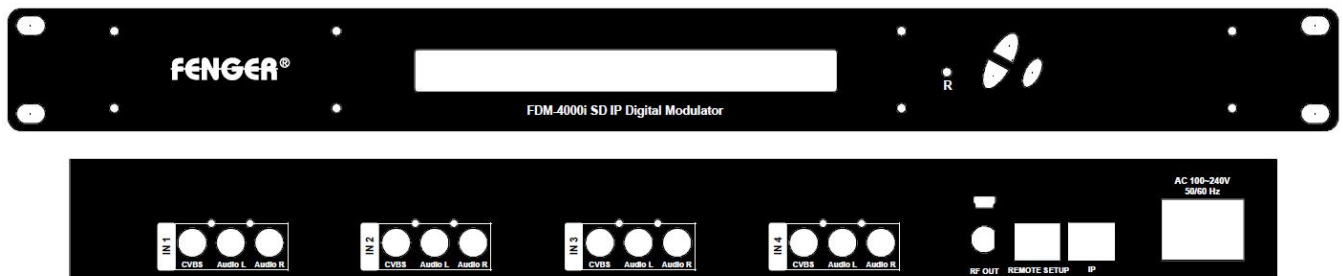 FENGER®
R
FDM-4000i SD IP Digital Modulator
AC 100~240V
50/60 Hz
IN 1
CVBS Audio L Audio R
IN 2
CVBS Audio L Audio R
IN 3
CVBS Audio L Audio R
IN 4
CVBS Audio L Audio R
RF OUT REMOTE SETUP IP